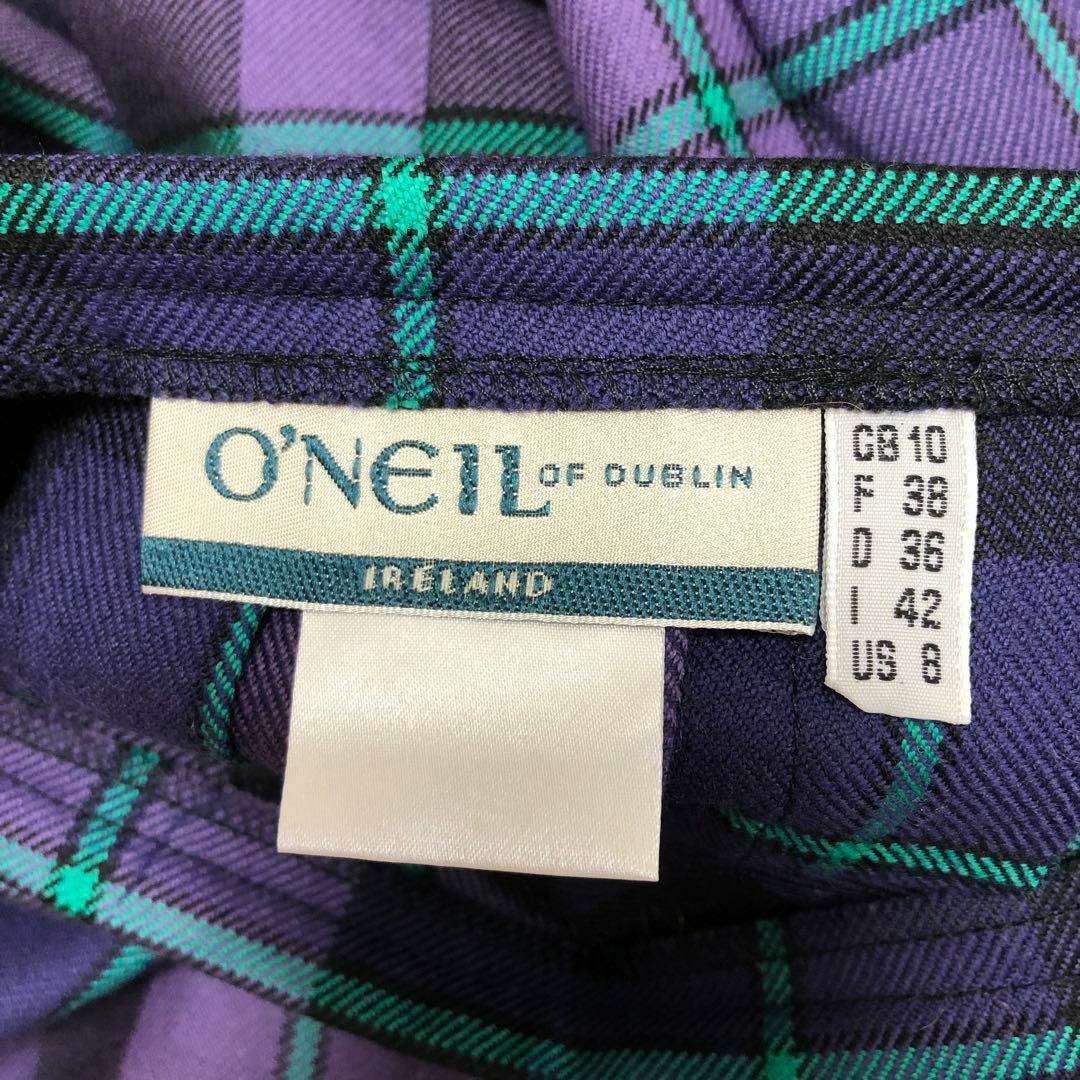 O'NEIL OF DUBLIN
IRELAND
GB 10
F 38
D 36
I 42
US 8